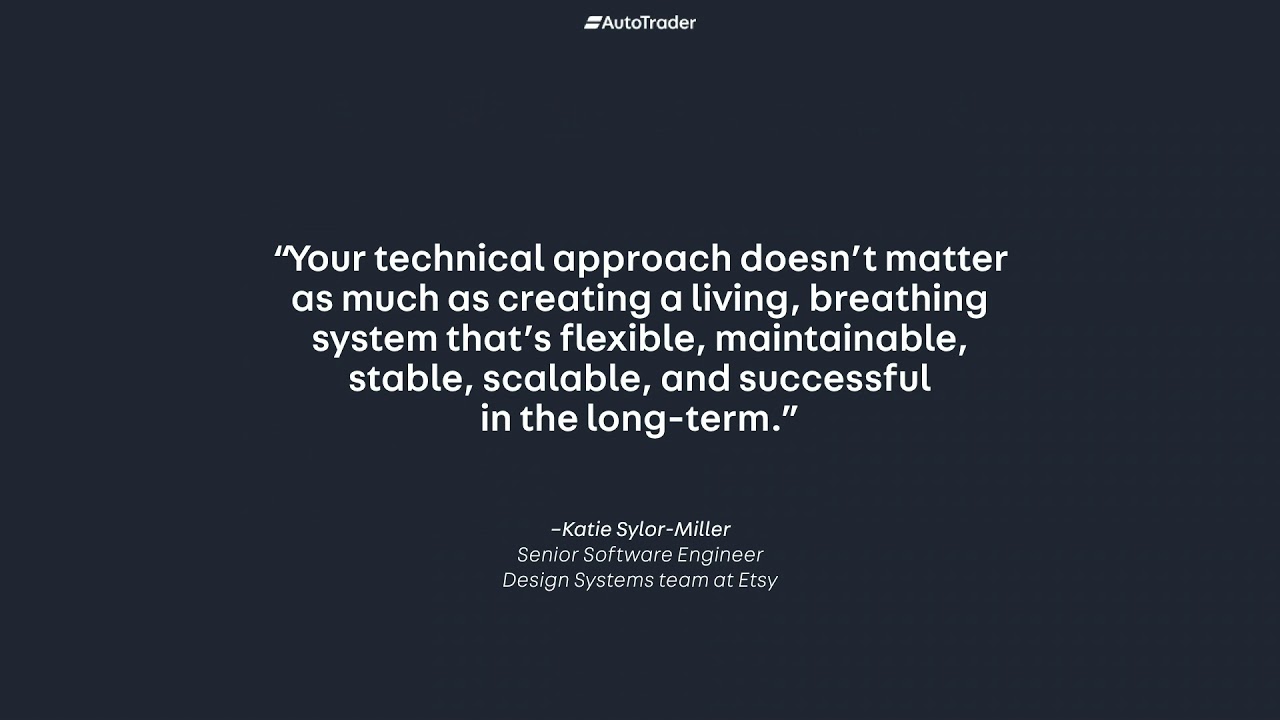 AutoTrader
“Your technical approach doesn’t matter
as much as creating a living, breathing
system that’s flexible, maintainable,
stable, scalable, and successful
in the long-term.”
–Katie Sylor-Miller
Senior Software Engineer
Design Systems team at Etsy